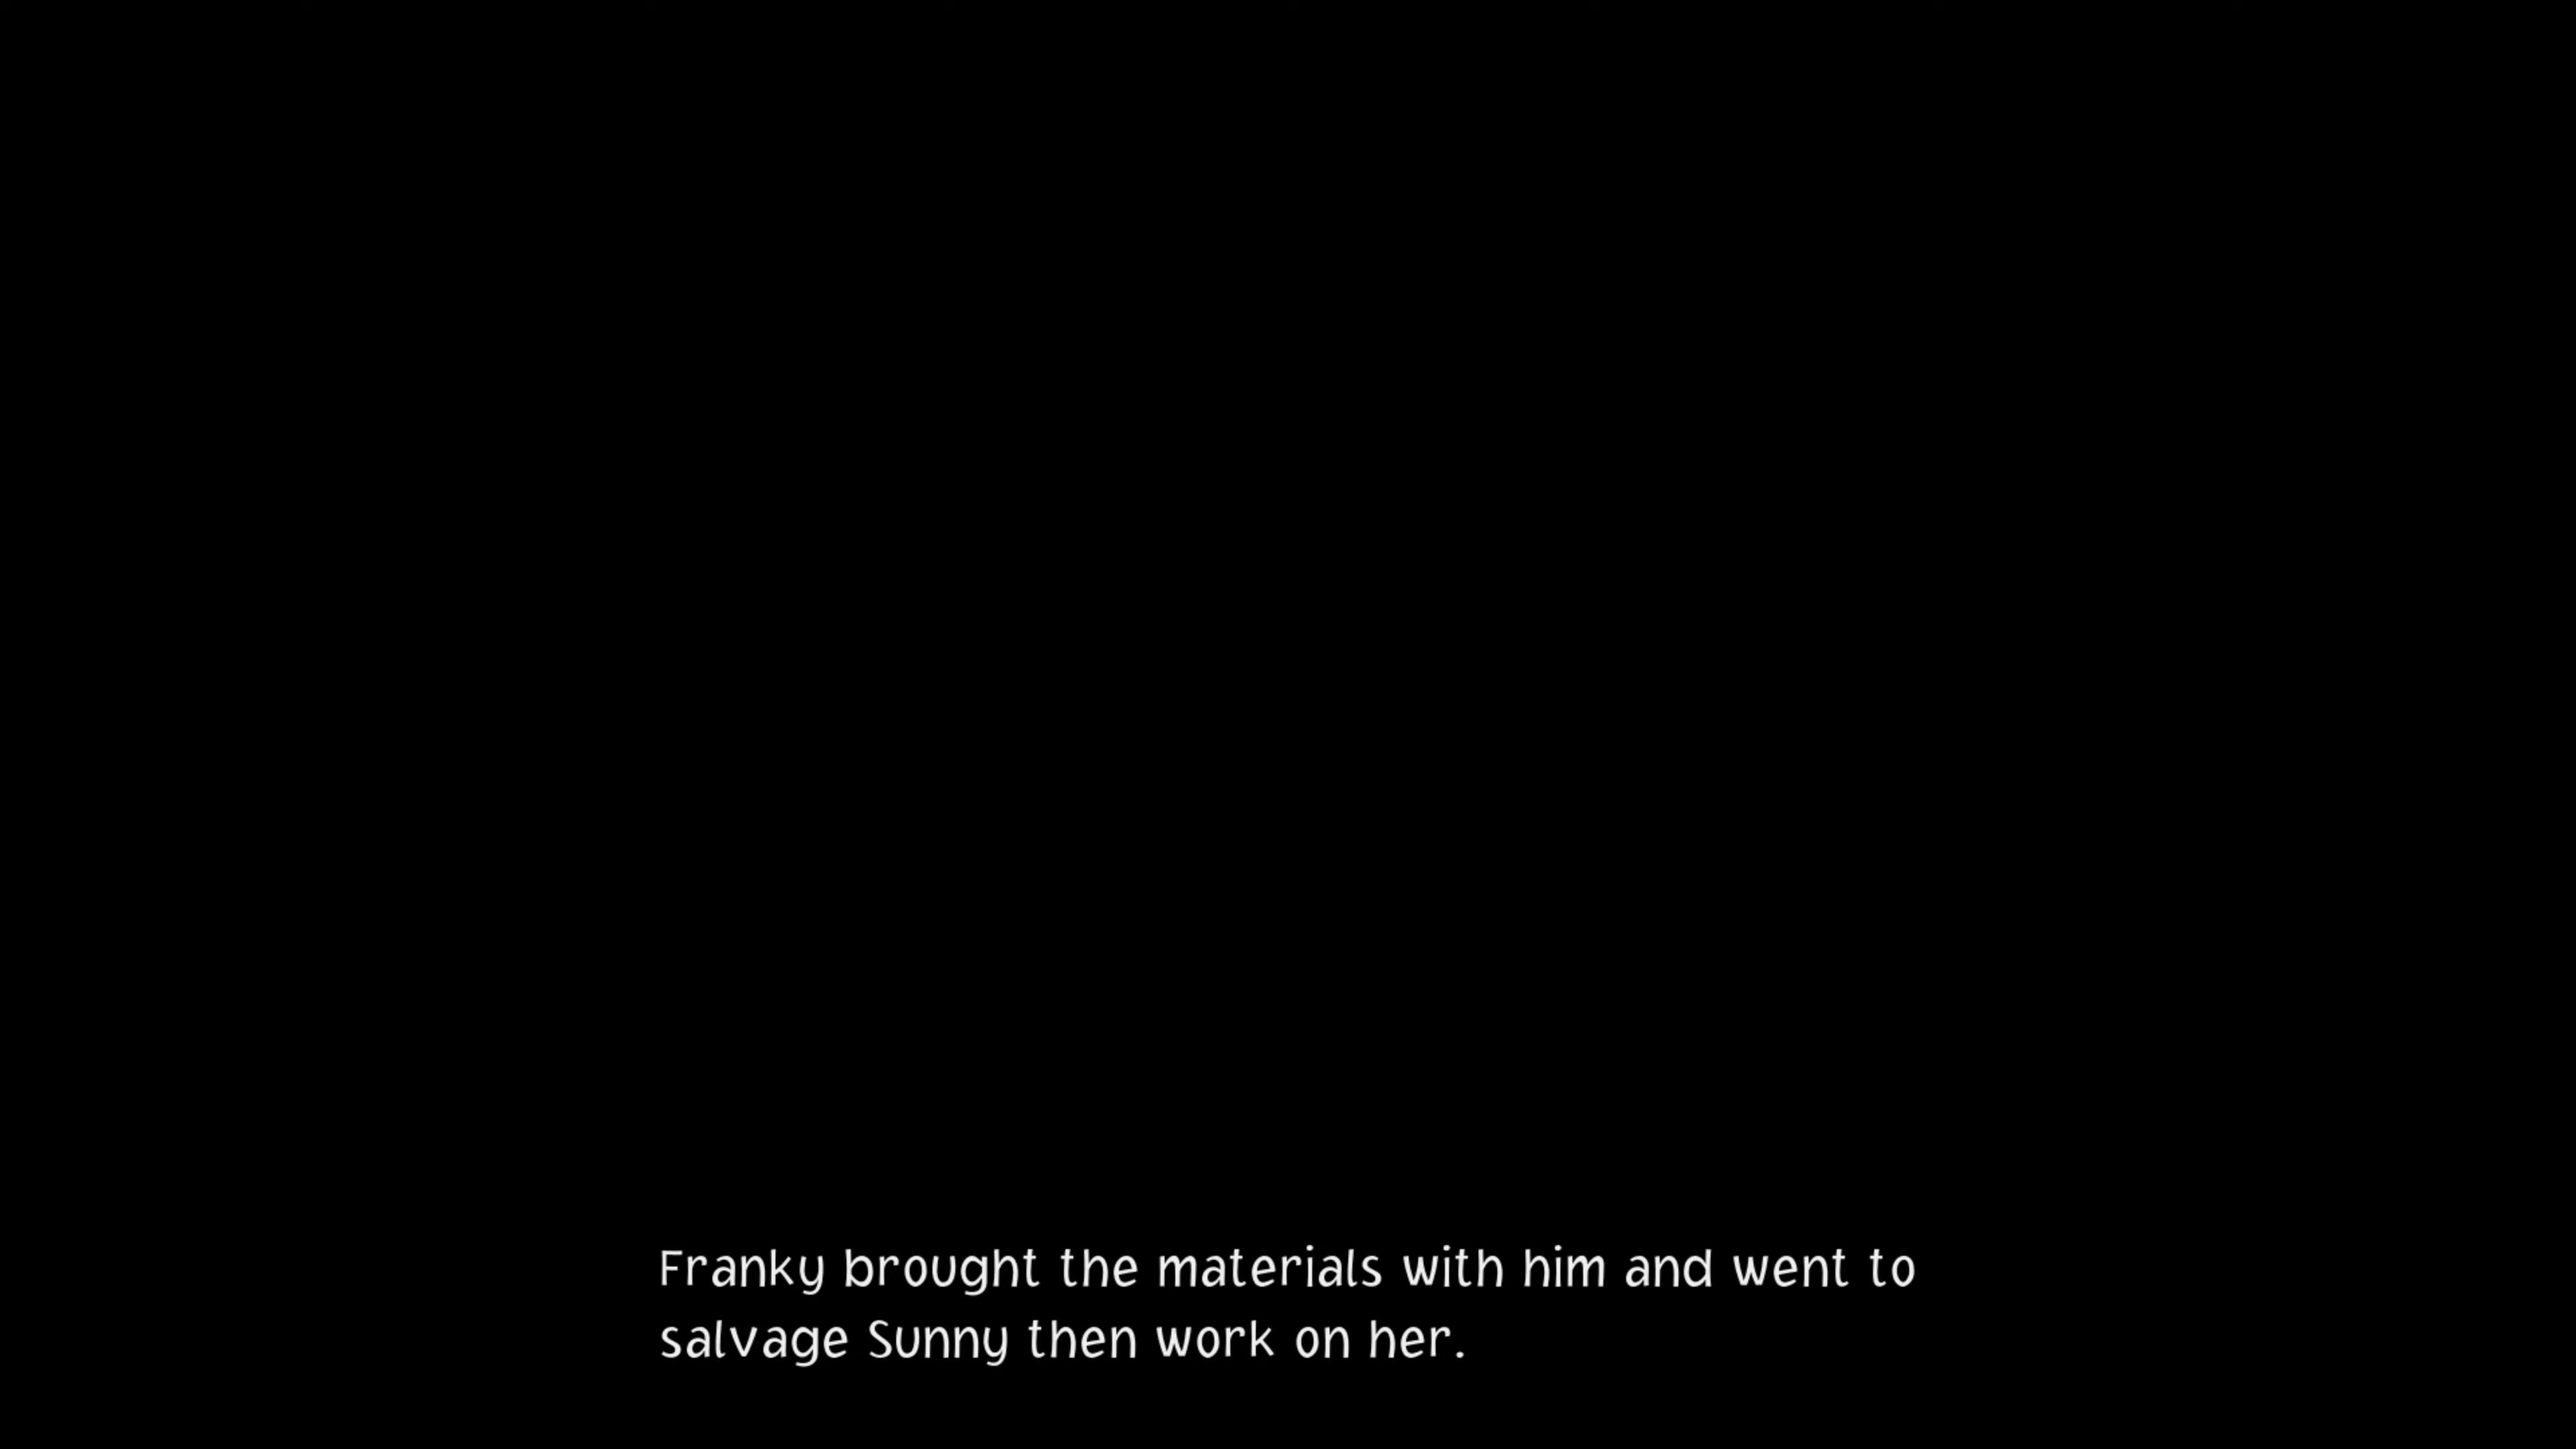 Franky brought the materials with him and went to
salvage Sunny then work on her.